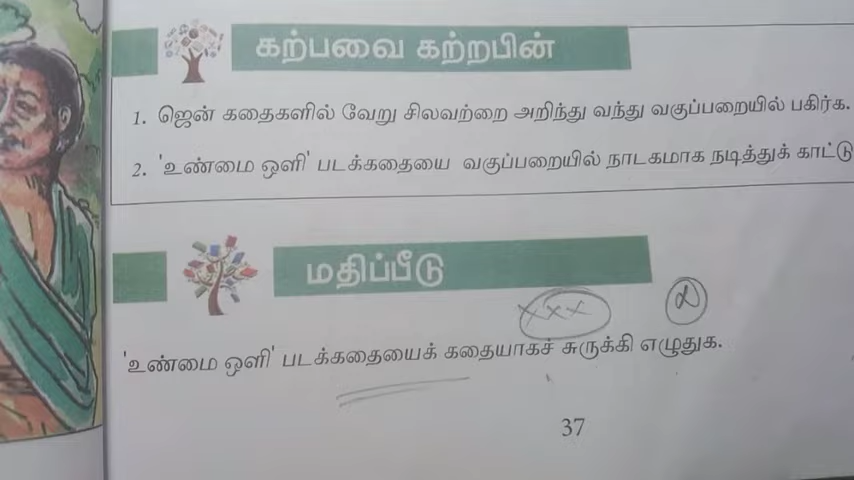 கற்பவை கற்றபின்
1. ஜென் கதைகளில் வேறு சிலவற்றை அறிந்து வந்து வகுப்பறையில் பகிர்க.
2. 'உண்மை ஒளி' படக்கதையை வகுப்பறையில் நாடகமாக நடித்துக் காட்டு
மதிப்பீடு
xxx
'உண்மை ஒளி' படக்கதையைக் கதையாகச் சுருக்கி எழுதுக.
37